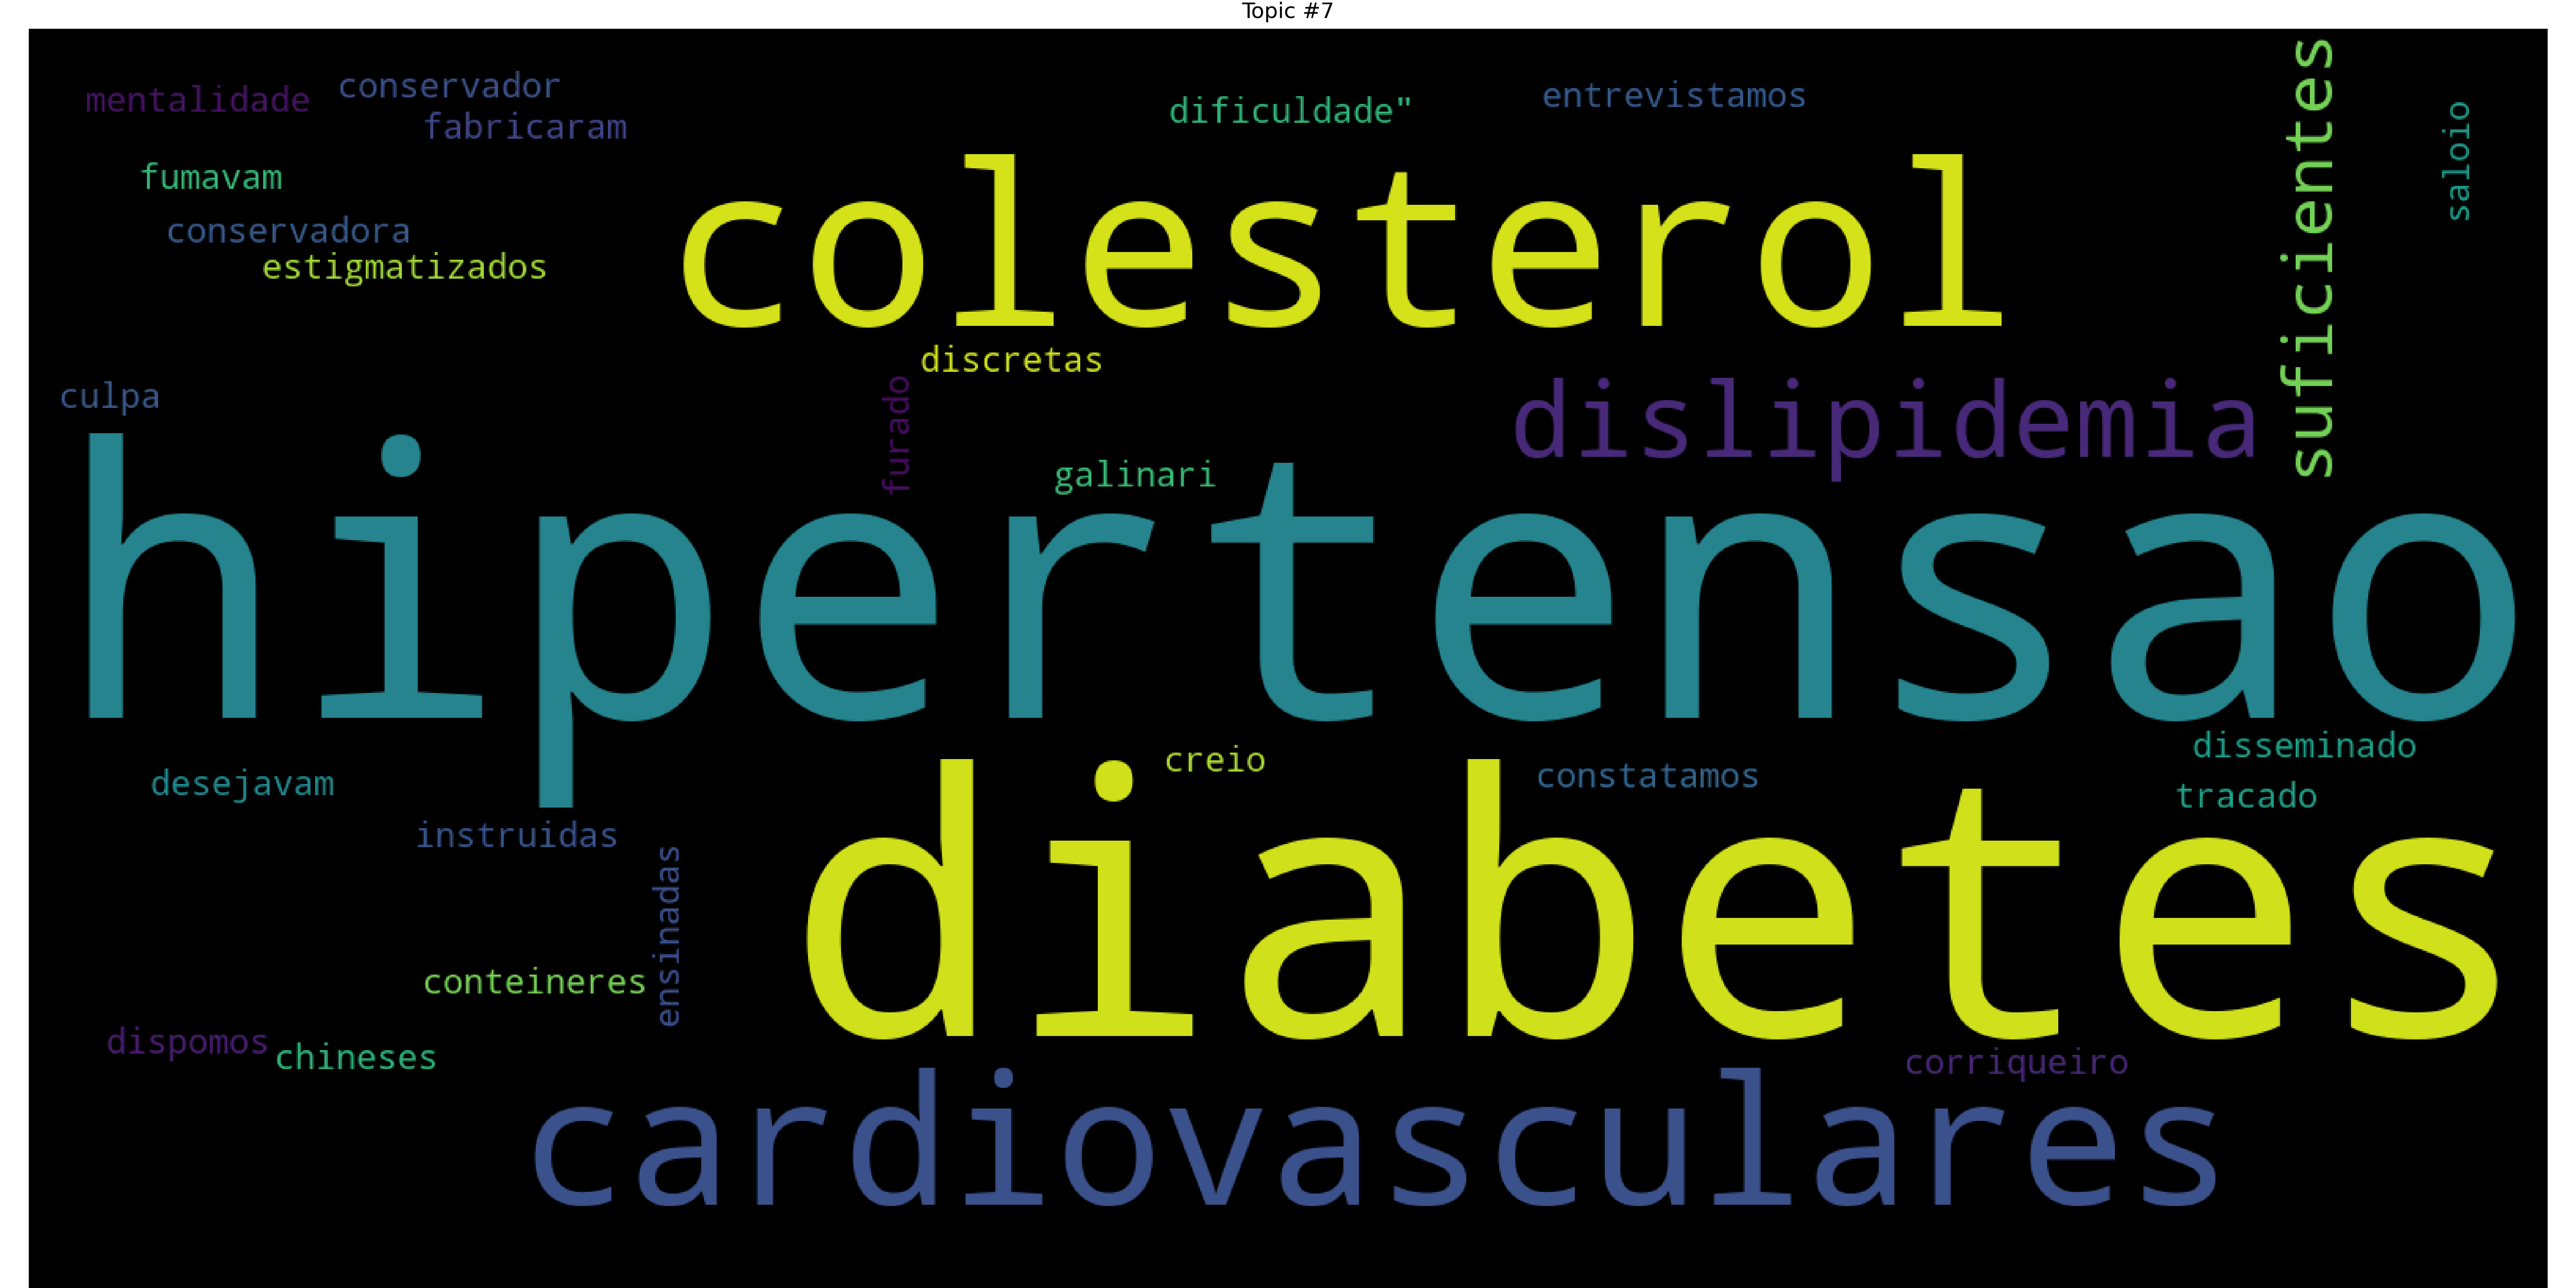 Topic #7
mentalidade
conservador
fabricaram
dificuldade"
entrevistamos
suficientes
saloio
fumavam
colesterol
conservadora
estigmatizados
discretas
culpa
furado
dislipidemia
galinari
hipertensao
desejavam
creio
constatamos
disseminado
tracado
instruidas
ensinadas
diabetes
conteineres
dispomos
chineses
corriqueiro
cardiovasculares